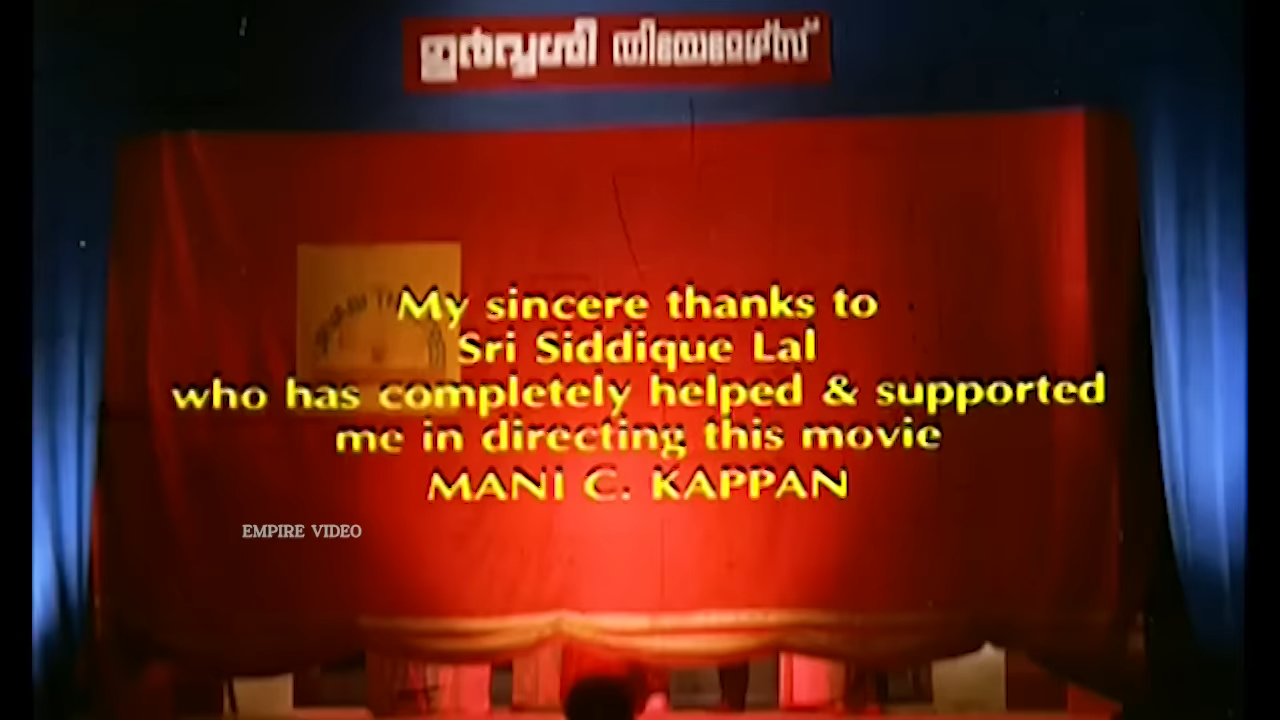 ഉർവ്വശി തിയേറ്റേഴ്സ്
My sincere thanks to
Sri Siddique Lal
who has completely helped & supported
me in directing this movie
MANI C. KAPPAN
EMPIRE VIDEO